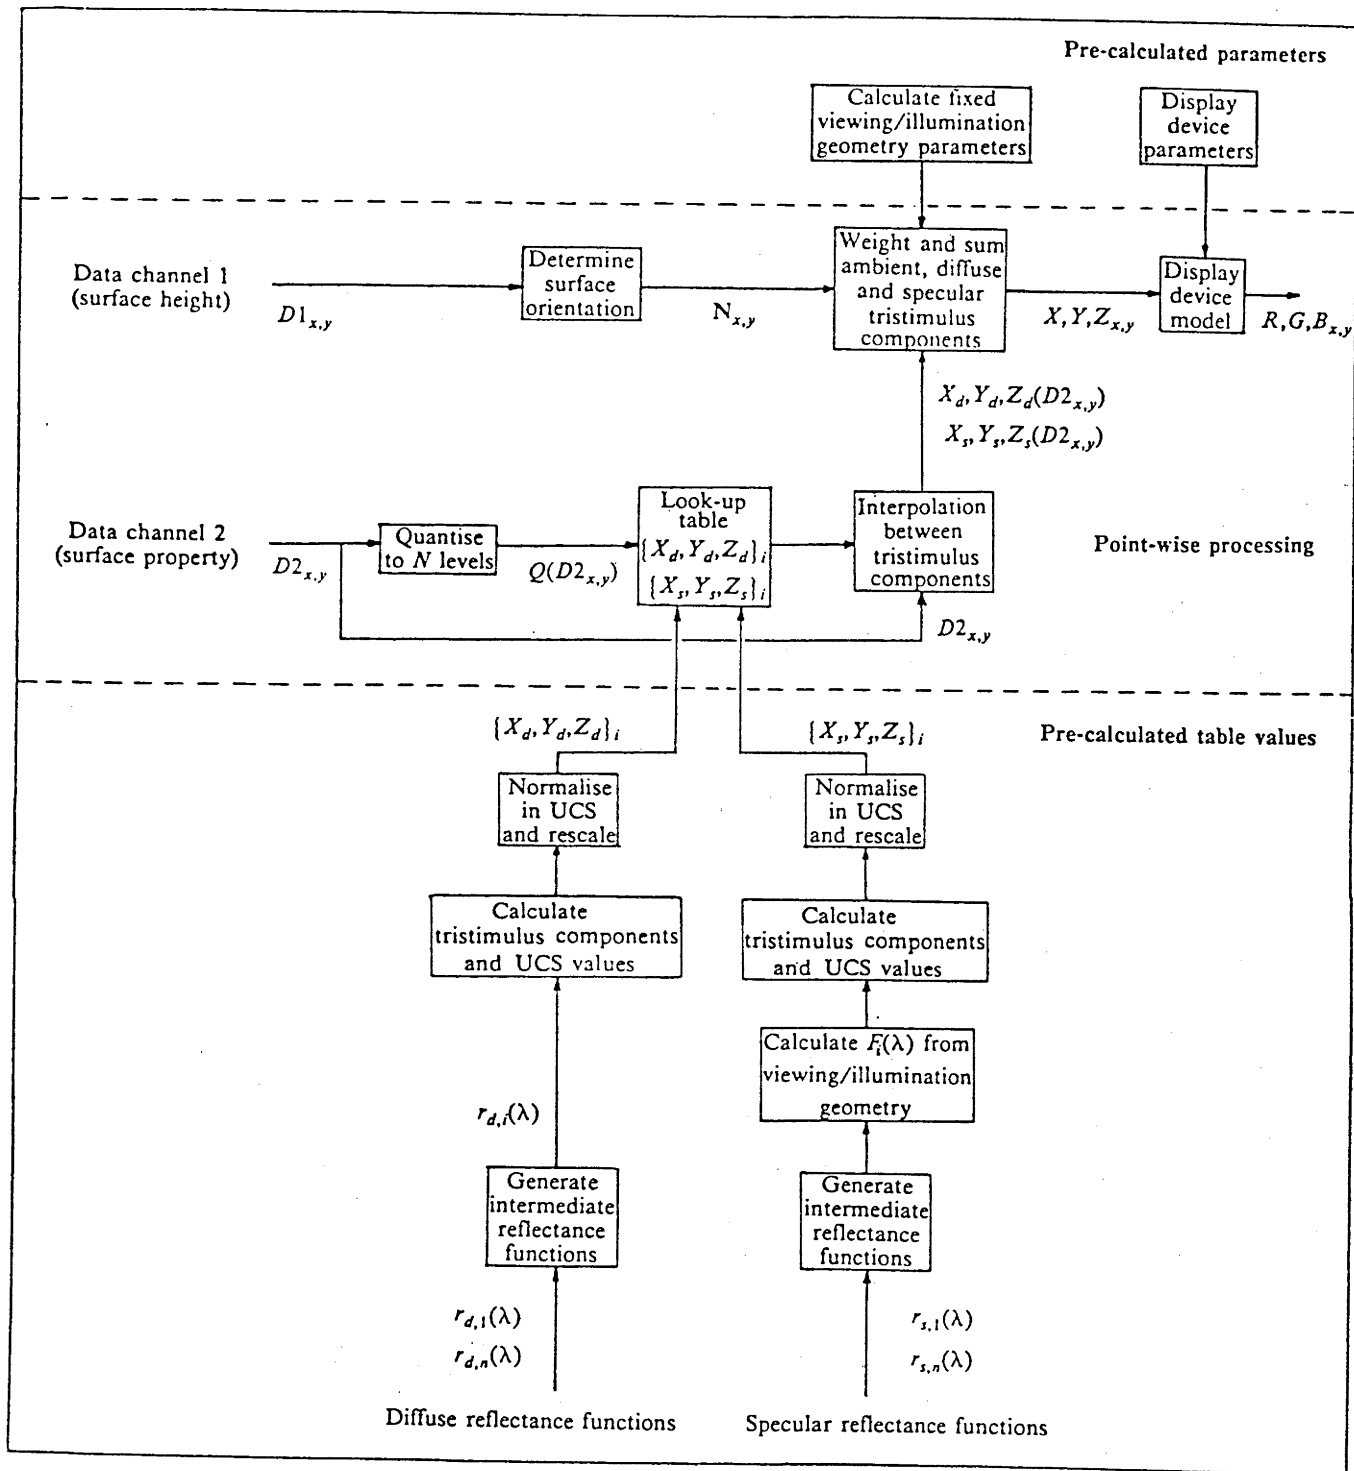 Pre-calculated parameters
Calculate fixed
viewing/illumination
geometry parameters
Display
device
parameters
Data channel 1
(surface height)
D1x,y
Determine
surface
orientation
Nx,y
Weight and sum
ambient, diffuse
and specular
tristimulus
components
X, Y, Zx,y
Display
device
model
R, G, Bx,y
Xd, Yd, Zd(D2x,y)
Xs, Ys, Zs(D2x,y)
Data channel 2
(surface property)
D2x,y
Quantise
to N levels
Q(D2x,y)
Look-up
table
{Xd, Yd, Zd}i
{Xs, Ys, Zs}i
Interpolation
between
tristimulus
components
D2x,y
Point-wise processing
{Xd, Yd, Zd}i
{Xs, Ys, Zs}i
Pre-calculated table values
Normalise
in UCS
and rescale
Normalise
in UCS
and rescale
Calculate
tristimulus components
and UCS values
Calculate
tristimulus components
and UCS values
Calculate Fi(λ) from
viewing/illumination
geometry
rd,i(λ)
Generate
intermediate
reflectance
functions
Generate
intermediate
reflectance
functions
rd,1(λ)
rd,n(λ)
rs,1(λ)
rs,n(λ)
Diffuse reflectance functions
Specular reflectance functions